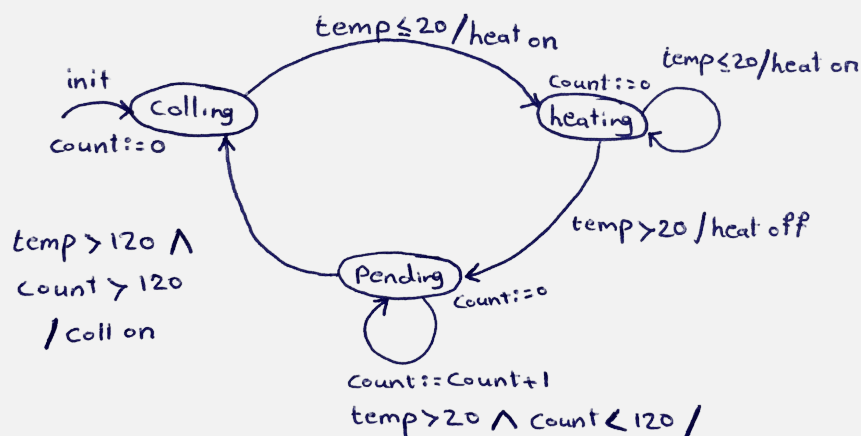 temp≤20/heat on
init
Colling
count:=0
count:=0
temp≤20/heat on
heating
temp>20/heat off
temp>120 ∧
count>120
/coll on
Pending
count:=0
count:=count+1
temp>20 ∧ count<120 /